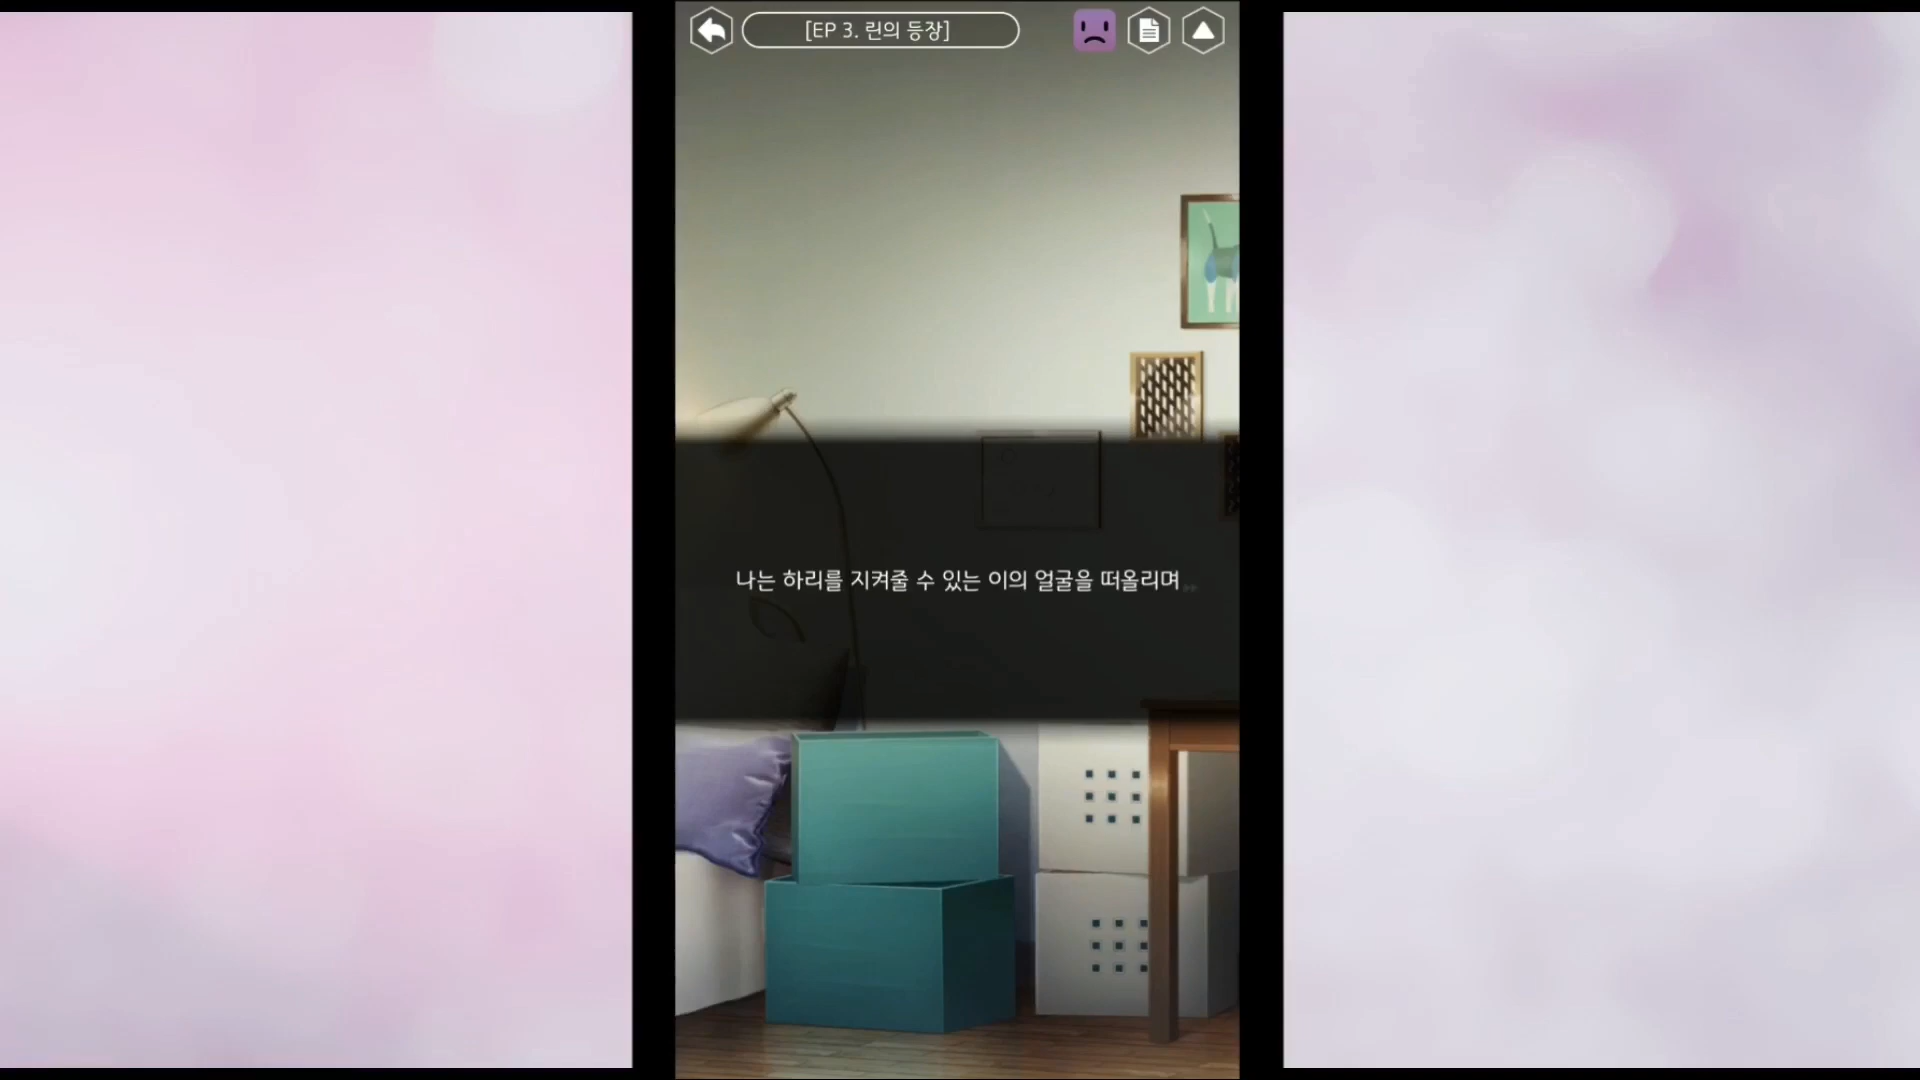 [EP 3. 린의 등장]
나는 하리를 지켜줄 수 있는 이의 얼굴을 떠올리며